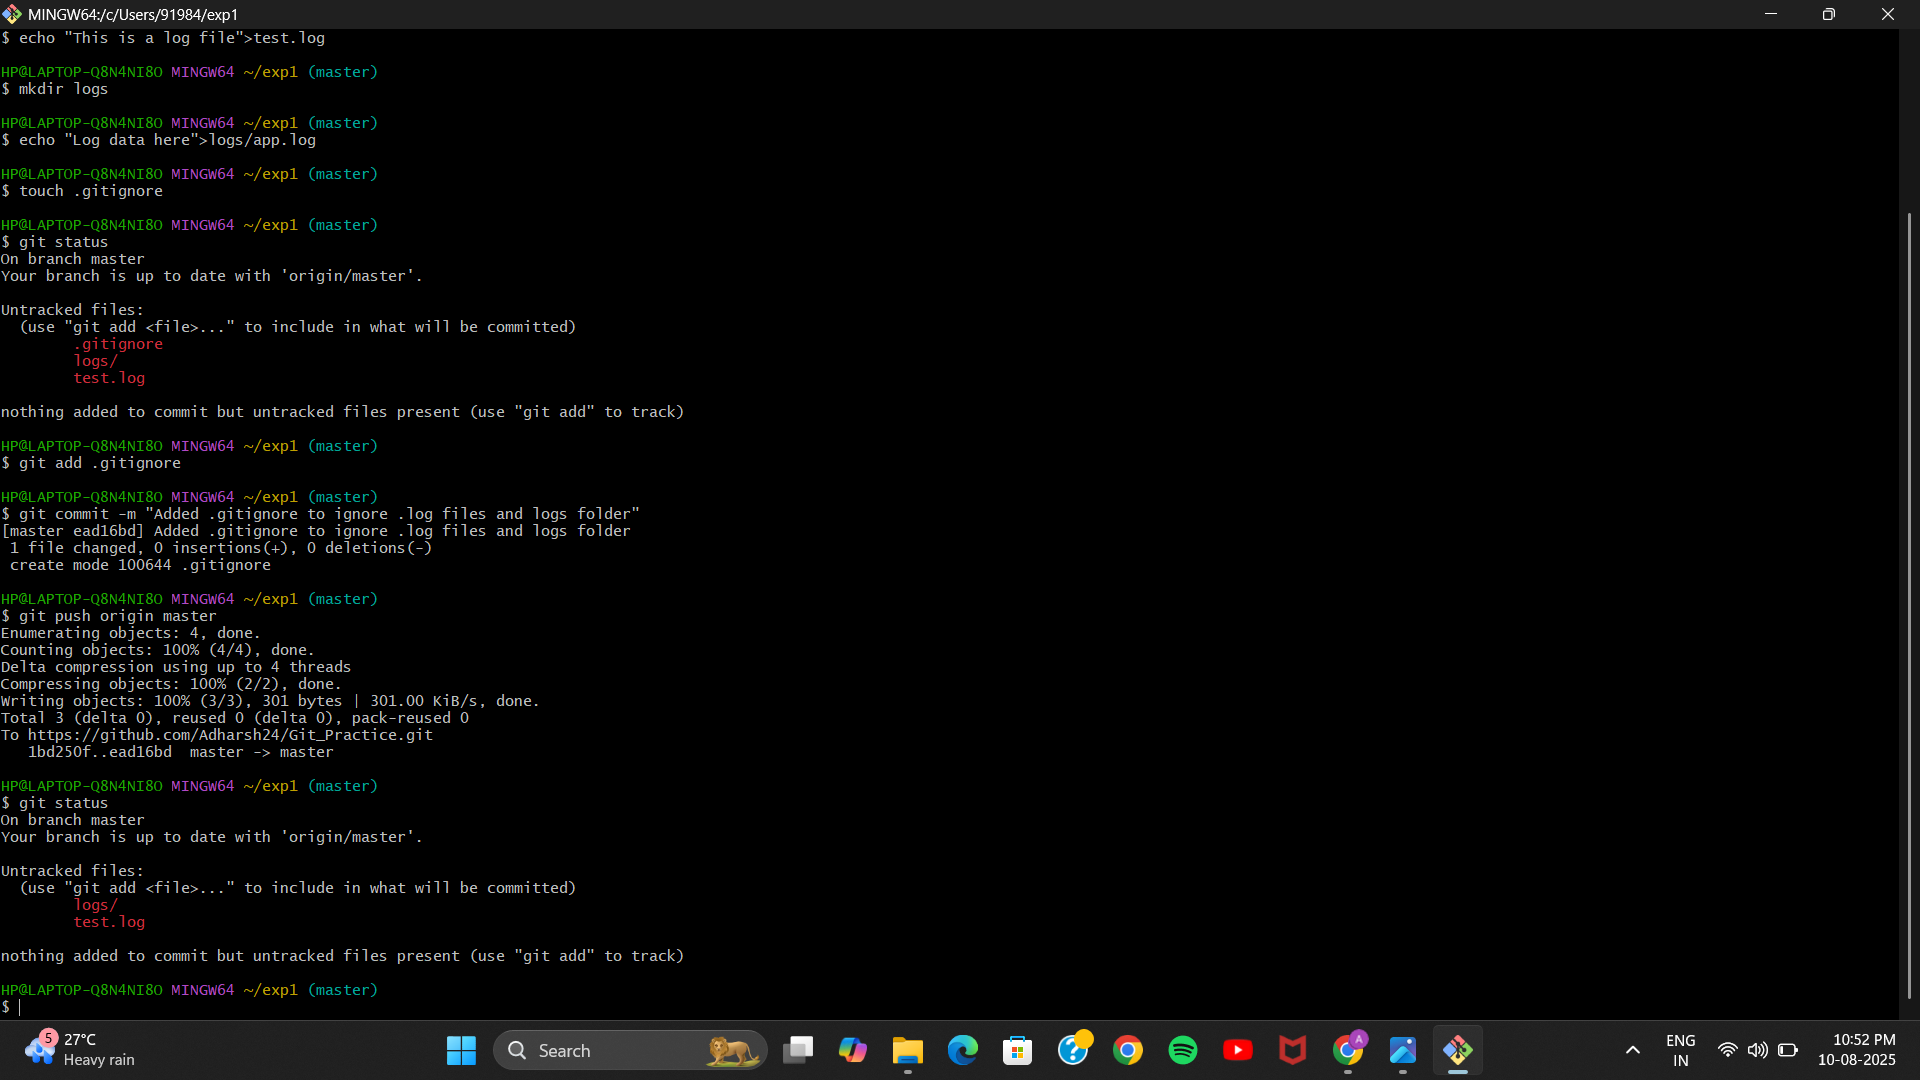 MINGW64:/c/Users/91984/exp1
$ echo "This is a log file">test.log
HP@LAPTOP-Q8N4NI8O MINGW64 ~/exp1 (master)
$ mkdir logs
HP@LAPTOP-Q8N4NI8O MINGW64 ~/exp1 (master)
$ echo "Log data here">logs/app.log
HP@LAPTOP-Q8N4NI8O MINGW64 ~/exp1 (master)
$ touch .gitignore
HP@LAPTOP-Q8N4NI8O MINGW64 ~/exp1 (master)
$ git status
On branch master
Your branch is up to date with 'origin/master'.
Untracked files:
  (use "git add <file>..." to include in what will be committed)
        .gitignore
        logs/
        test.log
nothing added to commit but untracked files present (use "git add" to track)
HP@LAPTOP-Q8N4NI8O MINGW64 ~/exp1 (master)
$ git add .gitignore
HP@LAPTOP-Q8N4NI8O MINGW64 ~/exp1 (master)
$ git commit -m "Added .gitignore to ignore .log files and logs folder"
[master ead16bd] Added .gitignore to ignore .log files and logs folder
 1 file changed, 0 insertions(+), 0 deletions(-)
 create mode 100644 .gitignore
HP@LAPTOP-Q8N4NI8O MINGW64 ~/exp1 (master)
$ git push origin master
Enumerating objects: 4, done.
Counting objects: 100% (4/4), done.
Delta compression using up to 4 threads
Compressing objects: 100% (2/2), done.
Writing objects: 100% (3/3), 301 bytes | 301.00 KiB/s, done.
Total 3 (delta 0), reused 0 (delta 0), pack-reused 0
To https://github.com/Adharsh24/Git_Practice.git
   1bd250f..ead16bd  master -> master
HP@LAPTOP-Q8N4NI8O MINGW64 ~/exp1 (master)
$ git status
On branch master
Your branch is up to date with 'origin/master'.
Untracked files:
  (use "git add <file>..." to include in what will be committed)
        logs/
        test.log
nothing added to commit but untracked files present (use "git add" to track)
HP@LAPTOP-Q8N4NI8O MINGW64 ~/exp1 (master)
$
5
27°C
Heavy rain
Search
A
ENG
IN
10:52 PM
10-08-2025